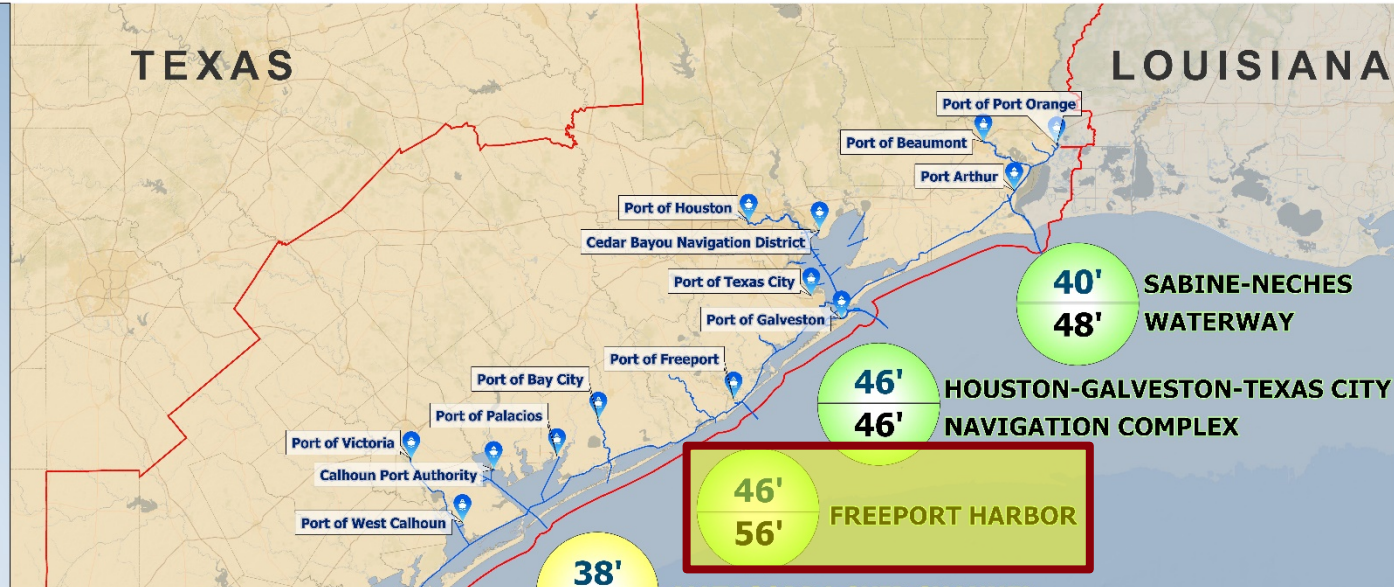 TEXAS
LOUISIANA
Port of Port Orange
Port of Beaumont
Port Arthur
Port of Houston
Cedar Bayou Navigation District
Port of Texas City
Port of Galveston
Port of Freeport
Port of Bay City
Port of Palacios
Port of Victoria
Calhoun Port Authority
Port of West Calhoun
40'
48'
SABINE-NECHES
WATERWAY
46'
46'
HOUSTON-GALVESTON-TEXAS CITY
NAVIGATION COMPLEX
46'
56'
FREEPORT HARBOR
38'